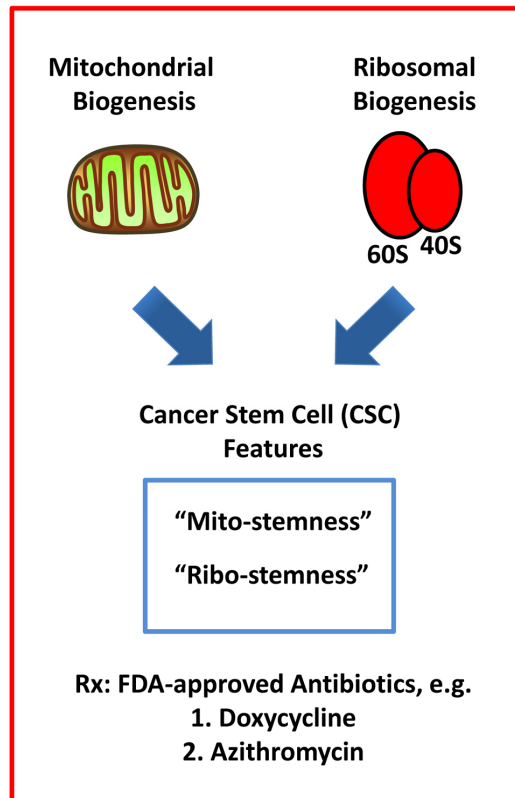 Mitochondrial
Biogenesis
Ribosomal
Biogenesis
60S
40S
Cancer Stem Cell (CSC)
Features
“Mito-stemness”
“Ribo-stemness”
Rx: FDA-approved Antibiotics, e.g.
1. Doxycycline
2. Azithromycin